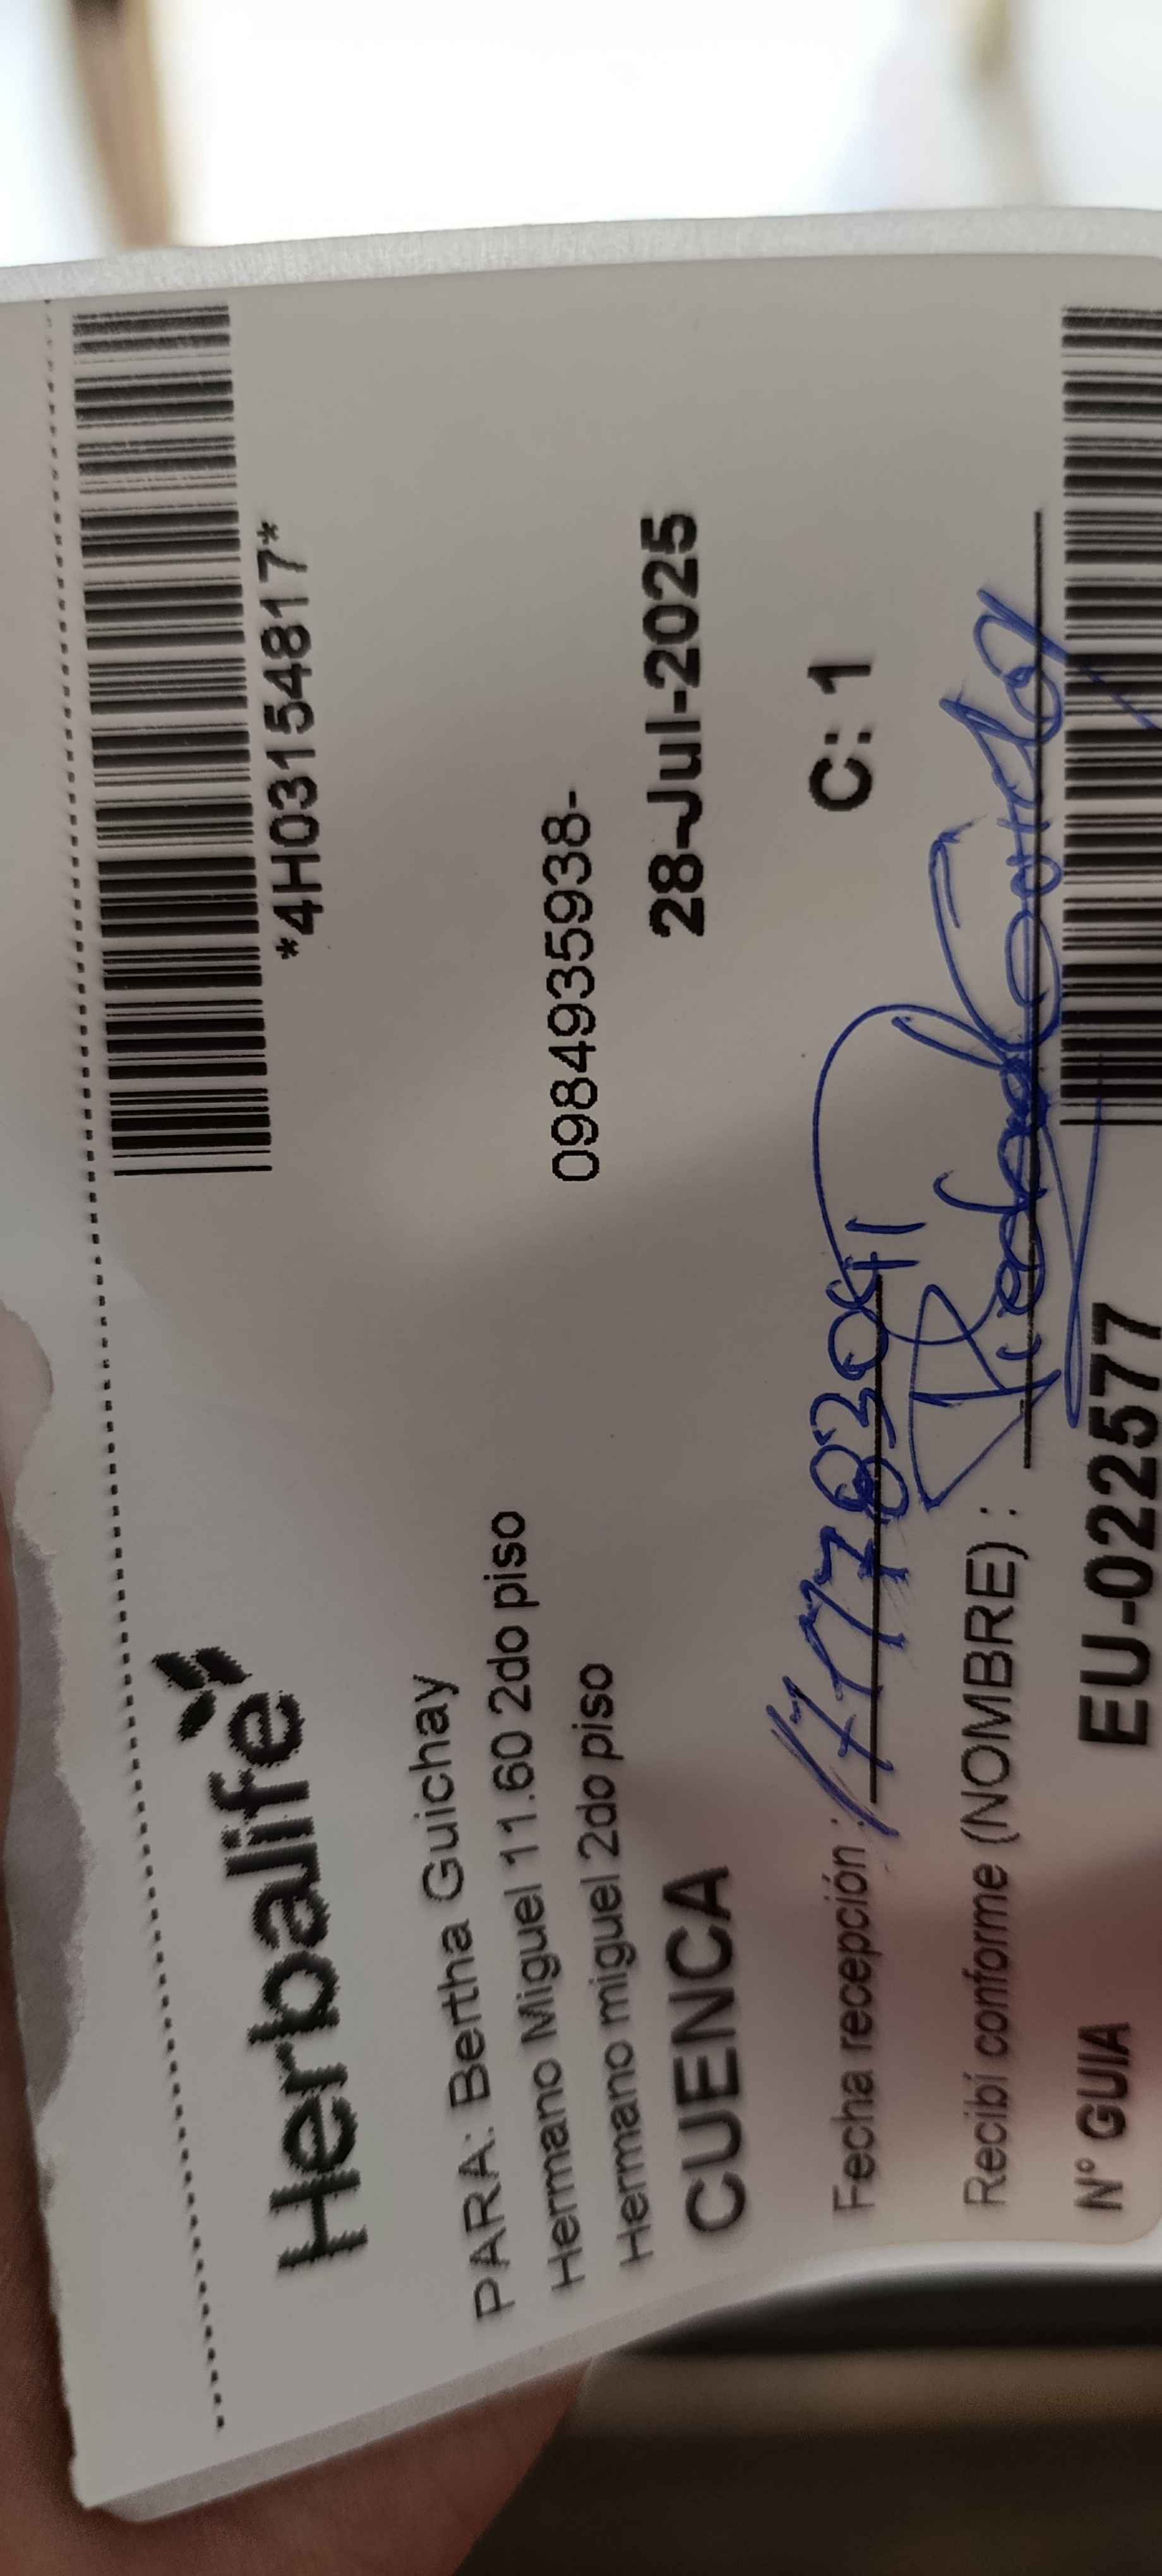 *4H03154817*
Herbalife
PARA: Bertha Guichay
Hermano Miguel 11.60 2do piso
0984935938-
Hermano miguel 2do piso
CUENCA
28-Jul-2025
C: 1
Fecha recepción :
Recibí conforme (NOMBRE) :
N° GUIA EU-022577